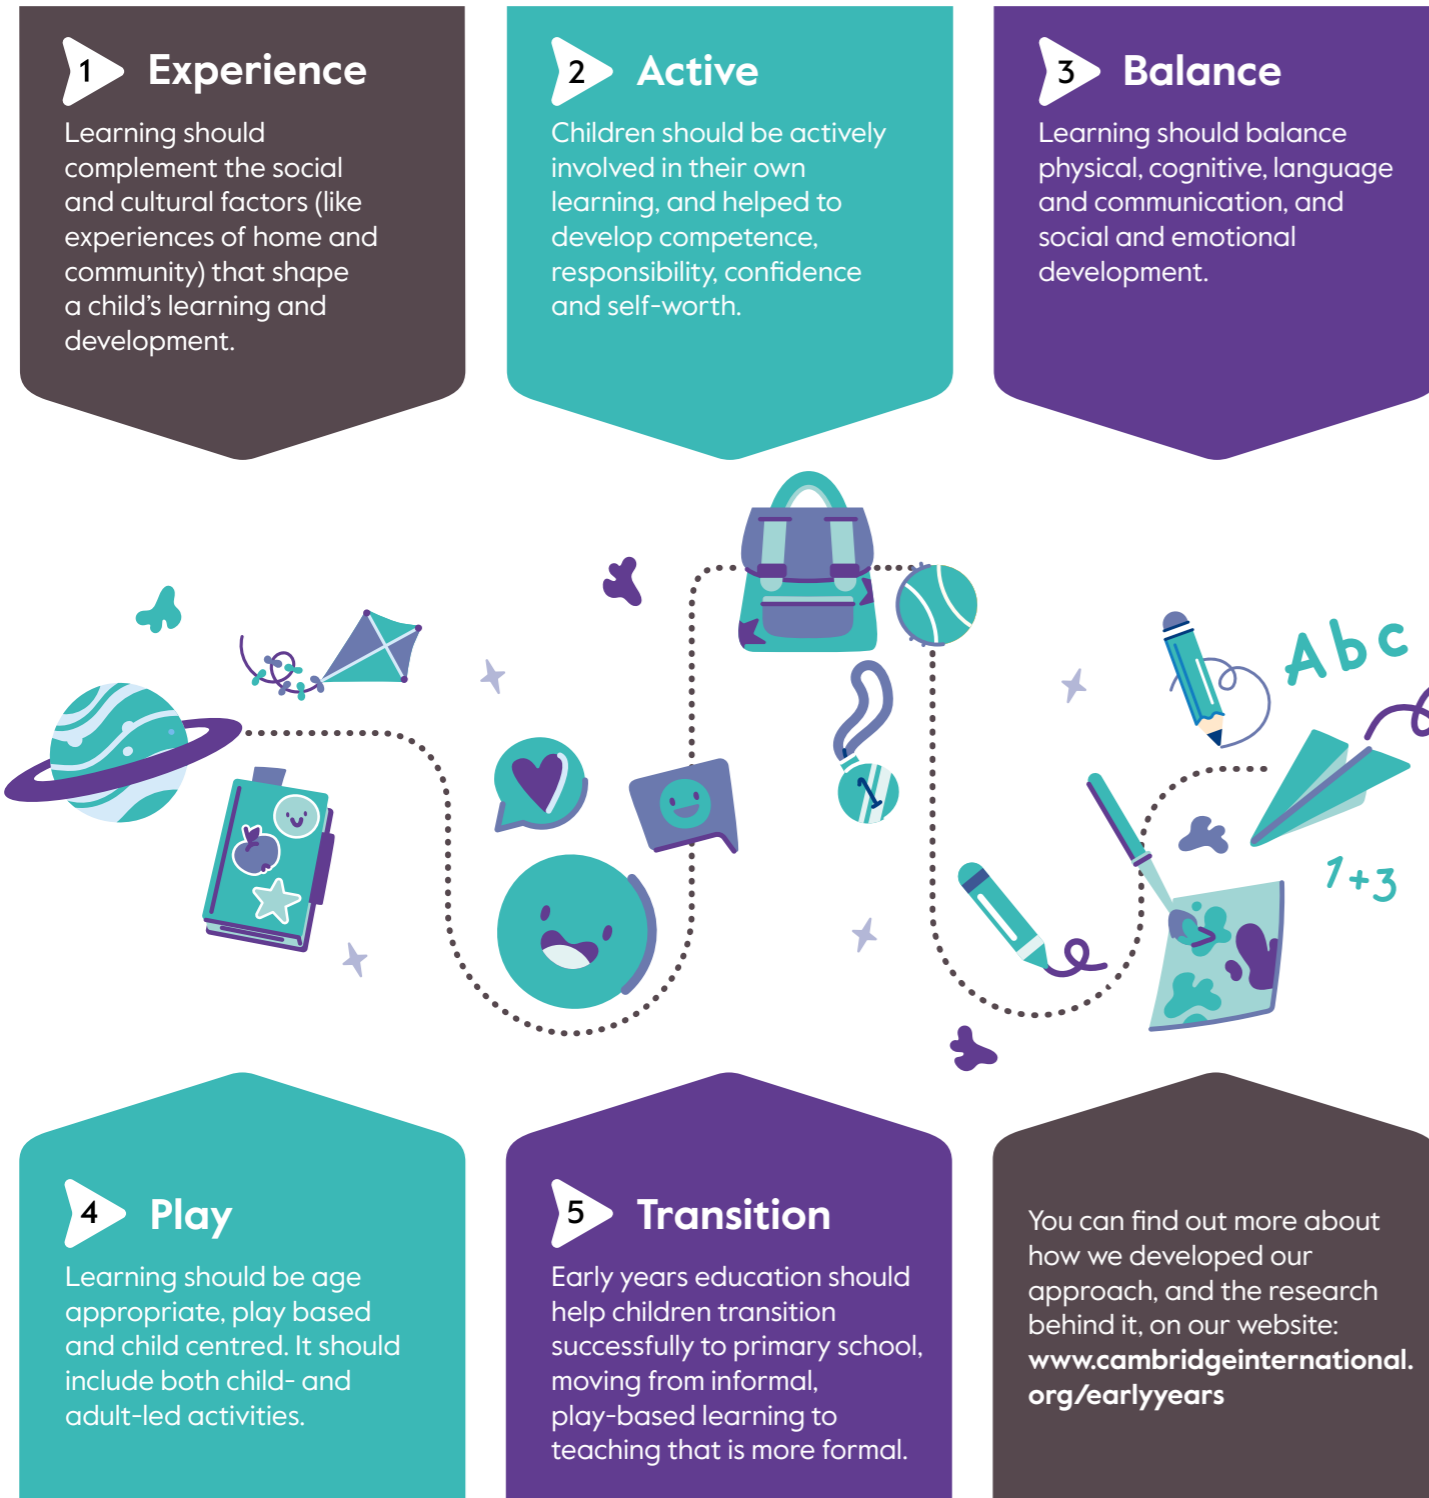 1 Experience
Learning should
complement the social
and cultural factors (like
experiences of home and
community) that shape
a child's learning and
development.
2 Active
Children should be actively
involved in their own
learning, and helped to
develop competence,
responsibility, confidence
and self-worth.
3 Balance
Learning should balance
physical, cognitive, language
and communication, and
social and emotional
development.
Abc
1+3
4 Play
Learning should be age
appropriate, play based
and child centred. It should
include both child- and
adult-led activities.
5 Transition
Early years education should
help children transition
successfully to primary school,
moving from informal,
play-based learning to
teaching that is more formal.
You can find out more about
how we developed our
approach, and the research
behind it, on our website:
www.cambridgeinternational.
org/earlyyears